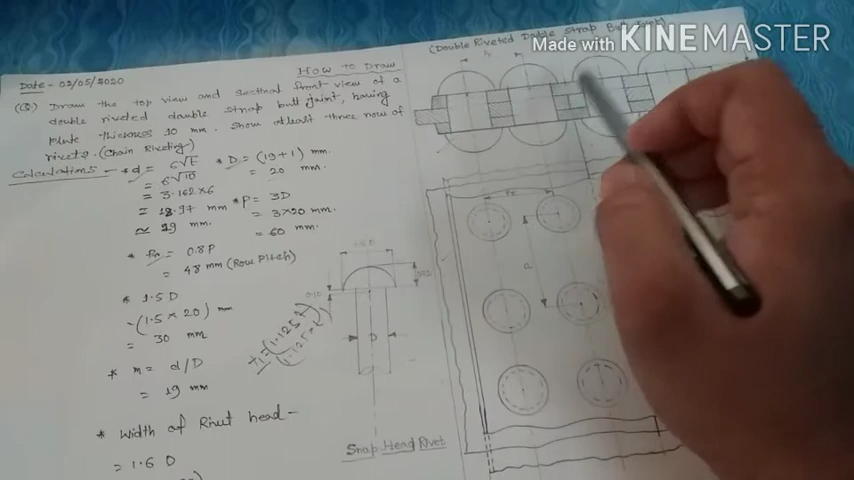 Made with KINEMASTER
Date - 02/05/2020
How to Draw
(Q) Draw the top view and secthal front view of a
double riveted double strap butt joint, having
plate thickness 10 mm. Show atleast three row of
rivets. (Chain Riveting)
Calculations - * d = 6√t
= 6√10
= 3.162×6
= 18.97 mm
≈ 19 mm.
* D = (19+1) mm.
= 20 mm.
* P = 3D
= 3×20 mm.
= 60 mm.
* = 0.8P
= 48 mm (Row Pitch)
* 1.5D
- (1.5 × 20) mm
= 30 mm
* m = d/D
= 19 mm
* Width of Rivet head -
= 1.6 D
1.6D
D
Snap Head Rivet
(Double Riveted Double Strap Butt Joint)